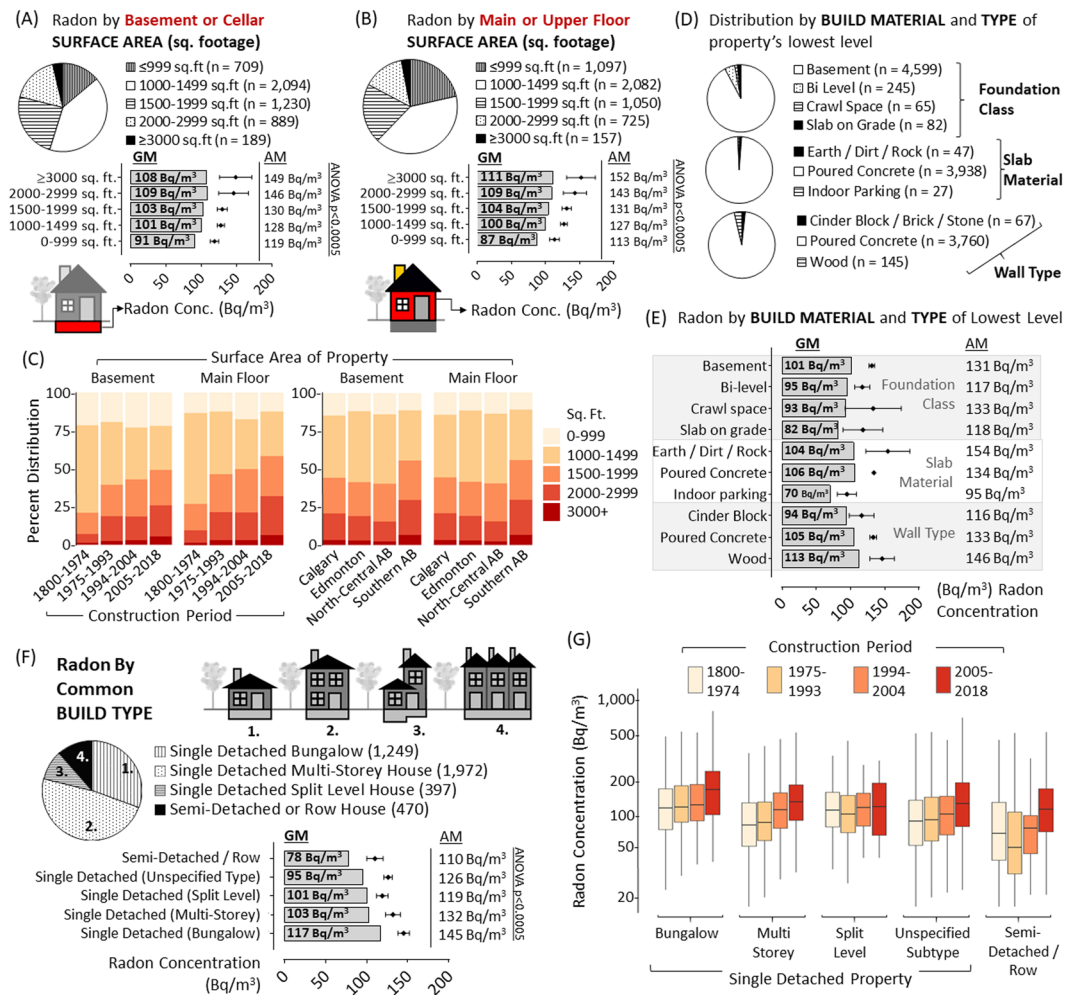 (A) Radon by Basement or Cellar
SURFACE AREA (sq. footage)
≤999 sq.ft (n = 709)
1000-1499 sq.ft (n = 2,094)
1500-1999 sq.ft (n = 1,230)
2000-2999 sq.ft (n = 889)
≥3000 sq.ft (n = 189)
GM AM
≥3000 sq. ft. 108 Bq/m³ 149 Bq/m³
2000-2999 sq. ft. 109 Bq/m³ 146 Bq/m³
1500-1999 sq. ft. 103 Bq/m³ 130 Bq/m³
1000-1499 sq. ft. 101 Bq/m³ 128 Bq/m³
0-999 sq. ft. 91 Bq/m³ 119 Bq/m³
ANOVA p<0.0005
0 50 100 150 200
Radon Conc. (Bq/m³)
(B) Radon by Main or Upper Floor
SURFACE AREA (sq. footage)
≤999 sq.ft (n = 1,097)
1000-1499 sq.ft (n = 2,082)
1500-1999 sq.ft (n = 1,050)
2000-2999 sq.ft (n = 725)
≥3000 sq.ft (n = 157)
GM AM
≥3000 sq. ft. 111 Bq/m³ 152 Bq/m³
2000-2999 sq. ft. 109 Bq/m³ 143 Bq/m³
1500-1999 sq. ft. 104 Bq/m³ 131 Bq/m³
1000-1499 sq. ft. 100 Bq/m³ 127 Bq/m³
0-999 sq. ft. 87 Bq/m³ 113 Bq/m³
ANOVA p<0.0005
0 50 100 150 200
Radon Conc. (Bq/m³)
(C) Surface Area of Property
Basement Main Floor Basement Main Floor
Percent Distribution
100
75
50
25
0
100
75
50
25
0
1800-1974 1975-1993 1994-2004 2005-2018 1800-1974 1975-1993 1994-2004 2005-2018
Construction Period
Calgary Edmonton North-Central AB Southern AB Calgary Edmonton North-Central AB Southern AB
Sq. Ft.
0-999
1000-1499
1500-1999
2000-2999
3000+
(D) Distribution by BUILD MATERIAL and TYPE of
property's lowest level
Basement (n = 4,599)
Bi Level (n = 245)
Crawl Space (n = 65)
Slab on Grade (n = 82)
Foundation
Class
Earth / Dirt / Rock (n = 47)
Poured Concrete (n = 3,938)
Indoor Parking (n = 27)
Slab
Material
Cinder Block / Brick / Stone (n = 67)
Poured Concrete (n = 3,760)
Wood (n = 145)
Wall Type
(E) Radon by BUILD MATERIAL and TYPE of Lowest Level
GM AM
Basement 101 Bq/m³ 131 Bq/m³
Bi-level 95 Bq/m³ 117 Bq/m³
Crawl space 93 Bq/m³ 133 Bq/m³
Slab on grade 82 Bq/m³ 118 Bq/m³
Foundation
Class
Earth / Dirt / Rock 104 Bq/m³ 154 Bq/m³
Poured Concrete 106 Bq/m³ 134 Bq/m³
Indoor parking 70 Bq/m³ 95 Bq/m³
Slab
Material
Cinder Block 94 Bq/m³ 116 Bq/m³
Poured Concrete 105 Bq/m³ 133 Bq/m³
Wood 113 Bq/m³ 146 Bq/m³
Wall Type
0 50 100 150 200
(Bq/m³) Radon
Concentration
(F) Radon By
Common
BUILD TYPE
1. 2. 3. 4.
1. 2. 3. 4.
Single Detached Bungalow (1,249)
Single Detached Multi-Storey House (1,972)
Single Detached Split Level House (397)
Semi-Detached or Row House (470)
GM AM
Semi-Detached / Row 78 Bq/m³ 110 Bq/m³
Single Detached (Unspecified Type) 95 Bq/m³ 126 Bq/m³
Single Detached (Split Level) 101 Bq/m³ 119 Bq/m³
Single Detached (Multi-Storey) 103 Bq/m³ 132 Bq/m³
Single Detached (Bungalow) 117 Bq/m³ 145 Bq/m³
ANOVA p<0.0005
Radon Concentration
(Bq/m³)
0 50 100 150 200
(G) Construction Period
1800-
1974
1975-
1993
1994-
2004
2005-
2018
Radon Concentration (Bq/m³)
1,000
500
200
100
50
20
Bungalow
Multi
Storey
Split
Level
Unspecified
Subtype
Semi-
Detached /
Row
Single Detached Property